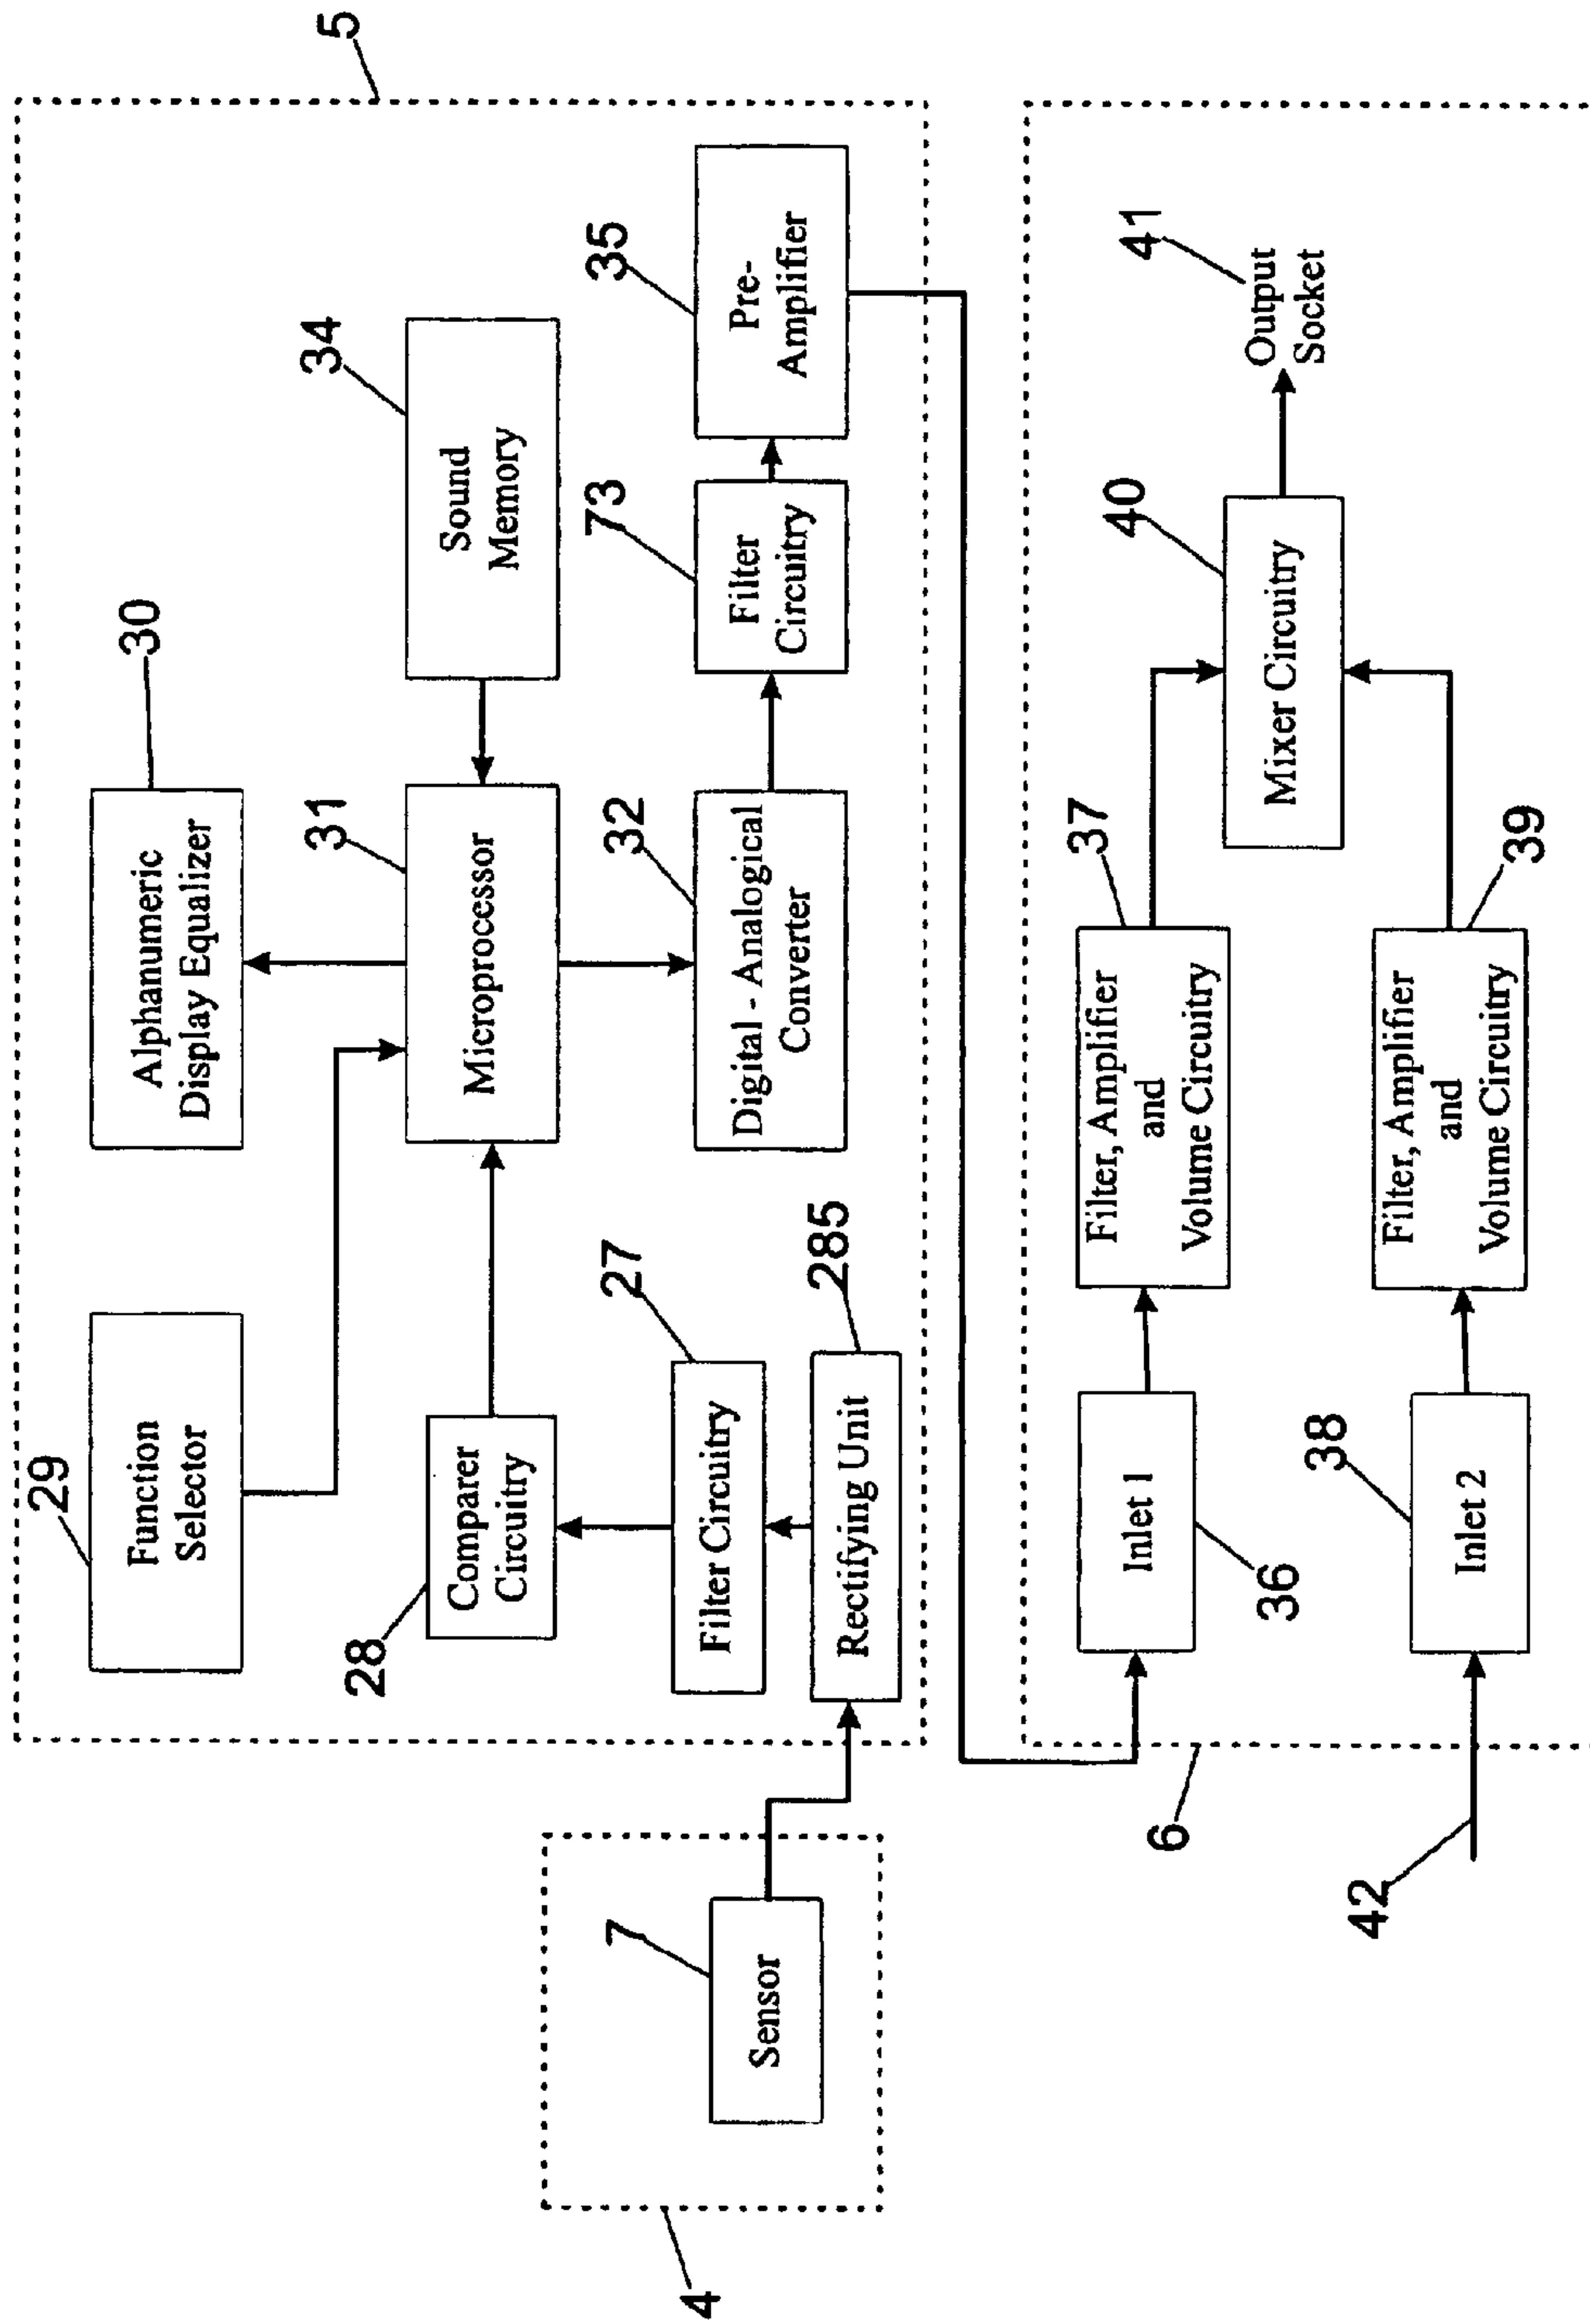 5
29
Function
Selector
30
Alphanumeric
Display Equalizer
34
Sound
Memory
31
Microprocessor
28
Comparer
Circuitry
27
Filter Circuitry
285
Rectifying Unit
32
Digital - Analogical
Converter
73
Filter
Circuitry
35
Pre-
Amplifier
4
7
Sensor
6
36
Inlet 1
37
Filter, Amplifier
and
Volume Circuitry
40
Mixer Circuitry
41
Output
Socket
42
38
Inlet 2
39
Filter, Amplifier
and
Volume Circuitry